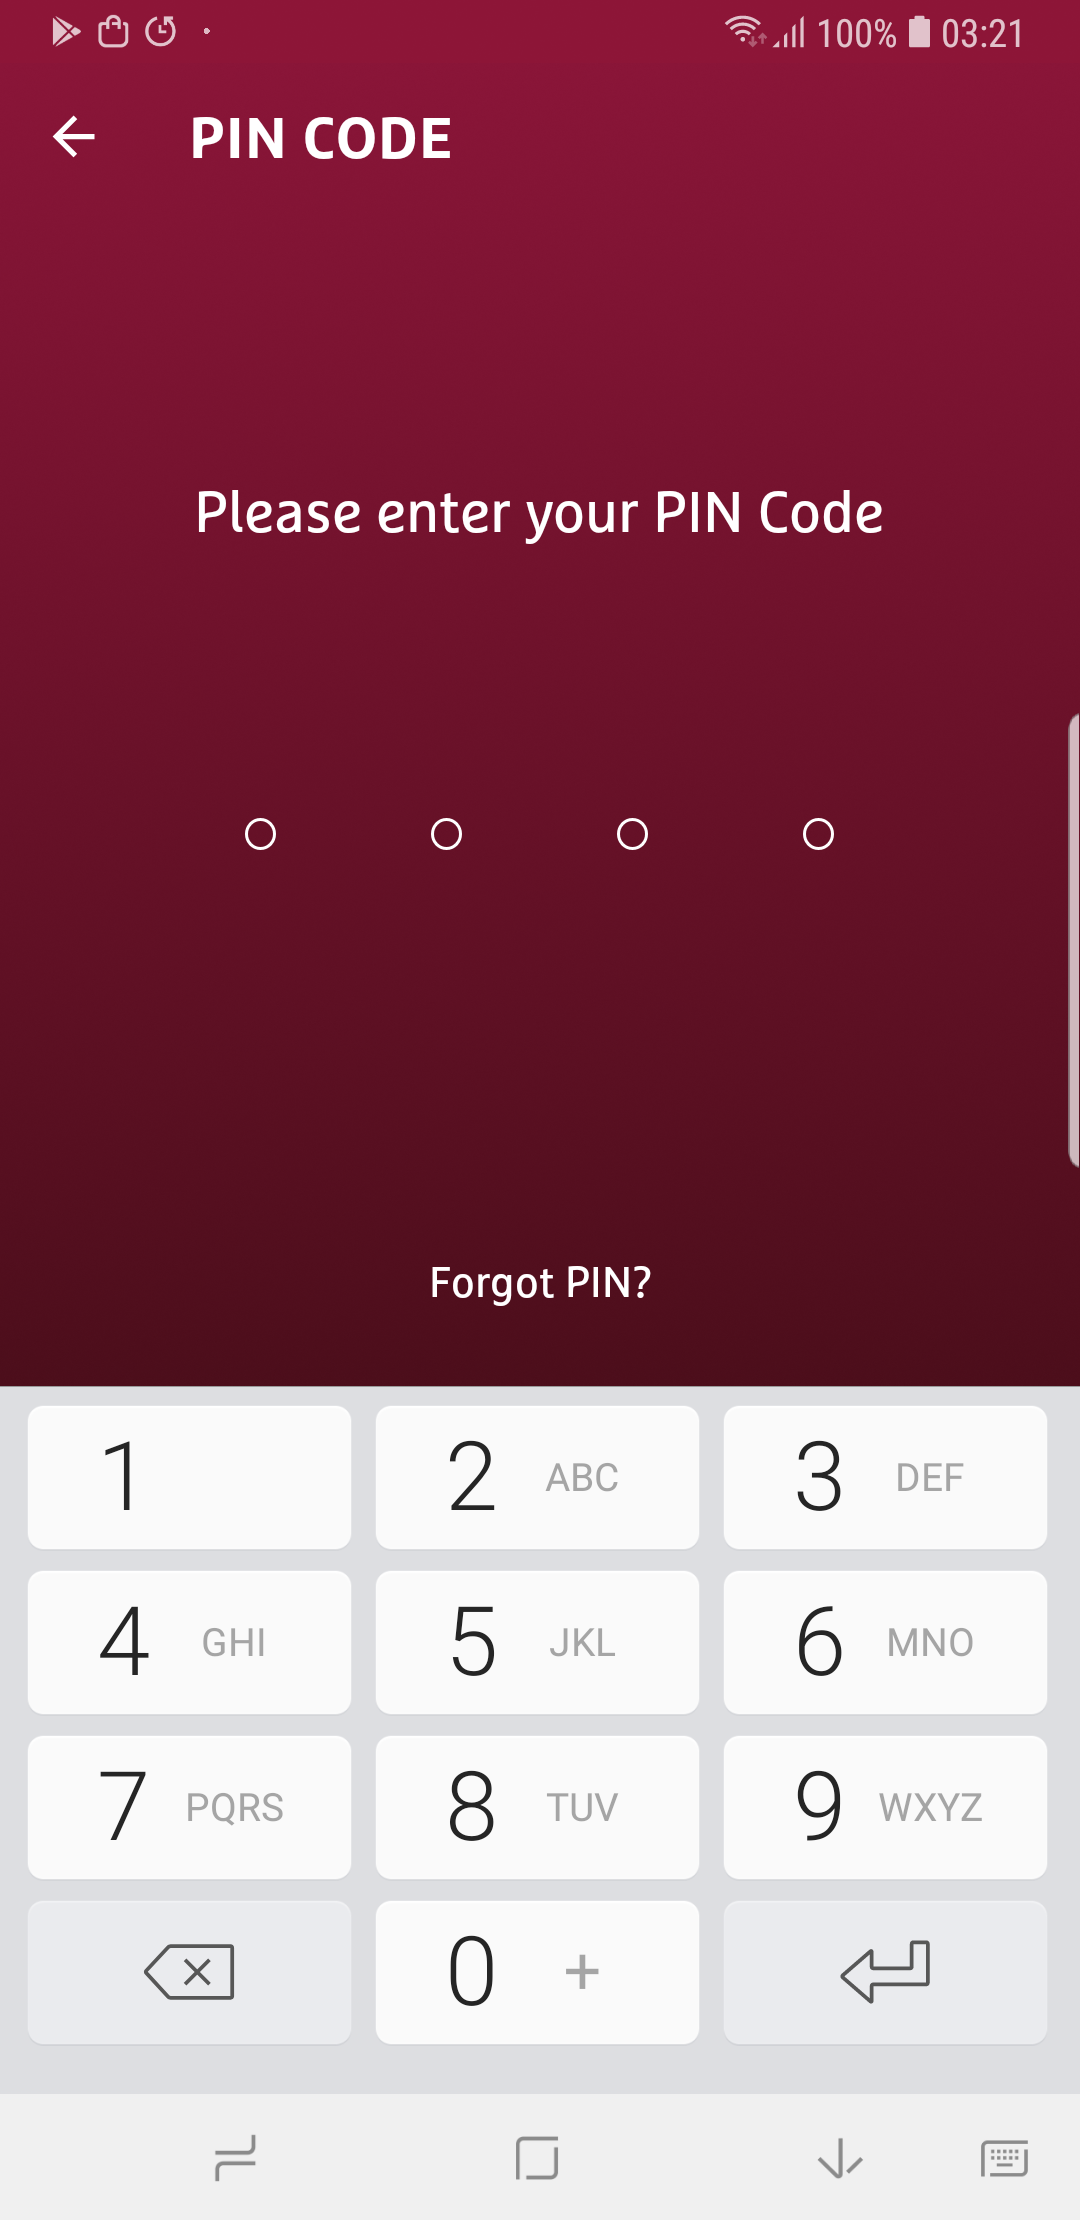 100% 03:21
PIN CODE
Please enter your PIN Code
Forgot PIN?
1 2 ABC 3 DEF
4 GHI 5 JKL 6 MNO
7 PQRS 8 TUV 9 WXYZ
0 +